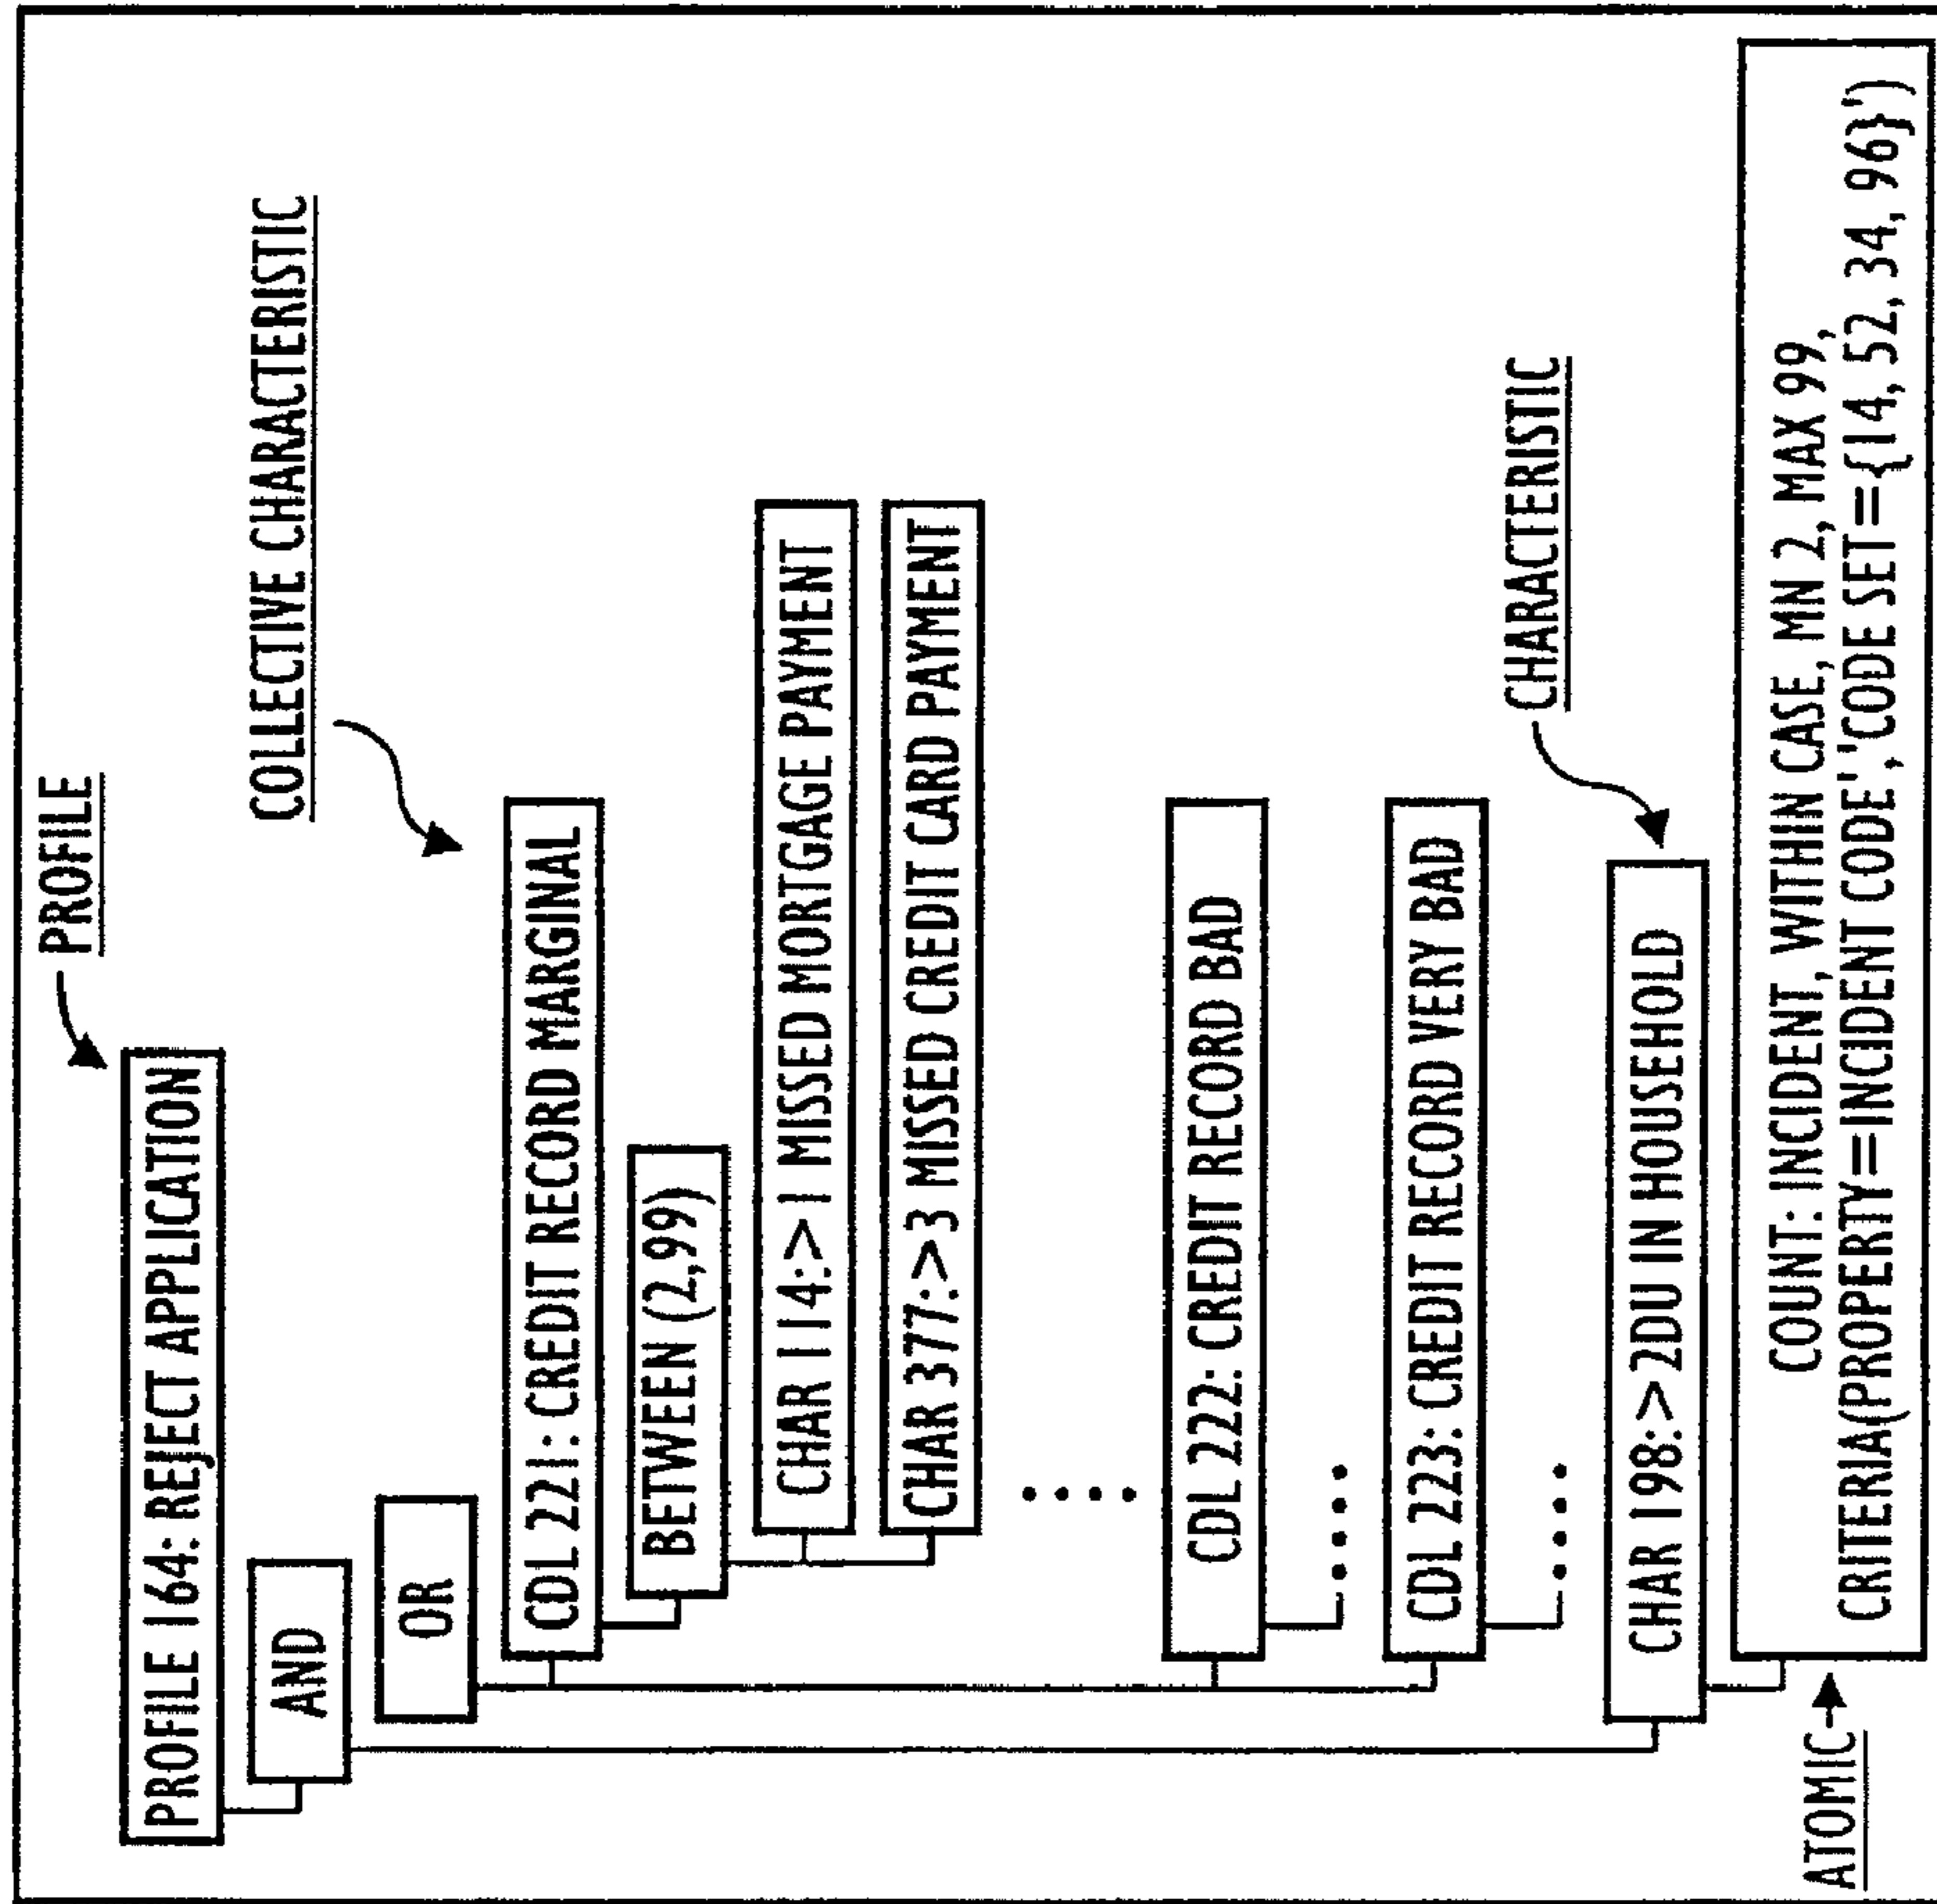 PROFILE
PROFILE 164: REJECT APPLICATION
AND
COLLECTIVE CHARACTERISTIC
OR
CDL 221: CREDIT RECORD MARGINAL
BETWEEN (2,99)
CHAR 114:>1 MISSED MORTGAGE PAYMENT
CHAR 377:>3 MISSED CREDIT CARD PAYMENT
CDL 222: CREDIT RECORD BAD
CDL 223: CREDIT RECORD VERY BAD
CHARACTERISTIC
CHAR 198:>2DU IN HOUSEHOLD
ATOMIC
COUNT: INCIDENT, WITHIN CASE, MN 2, MAX 99,
CRITERIA(PROPERTY=INCIDENT CODE','CODE SET={14, 52, 34, 96}')